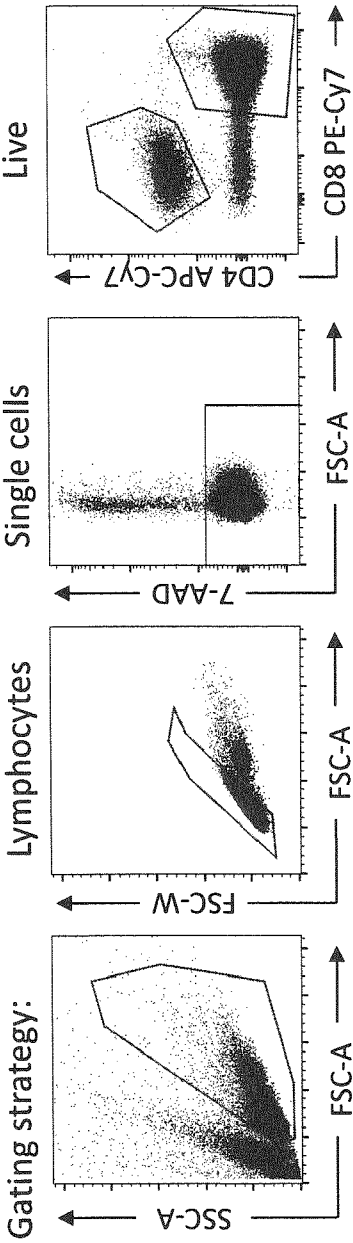 Gating strategy:
SSC-A
FSC-A
Lymphocytes
FSC-W
FSC-A
Single cells
7-AAD
FSC-A
Live
CD4 APC-Cy7
CD8 PE-Cy7